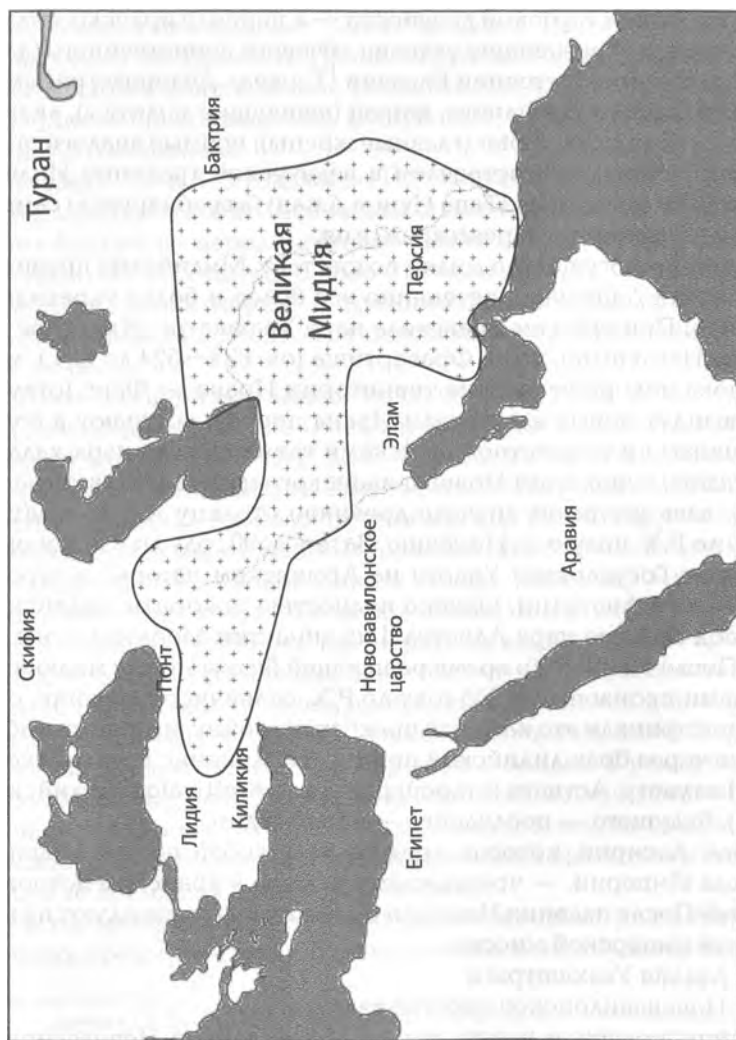 Скифия
Туран
Понт
Бактрия
Лидия
Великая
Мидия
Киликия
Нововавилонское
царство
Элам
Персия
Египет
Аравия